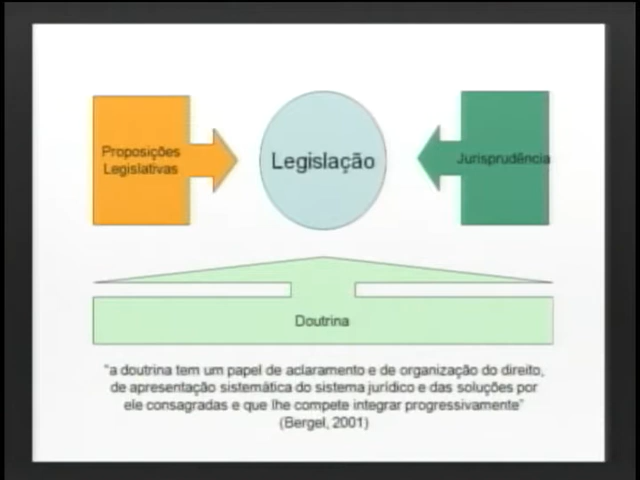 Proposições
Legislativas
Legislação
Jurisprudência
Doutrina
"a doutrina tem um papel de aclaramento e de organização do direito,
de apresentação sistemática do sistema jurídico e das soluções por
ele consagradas e que lhe compete integrar progressivamente"
(Bergel, 2001)